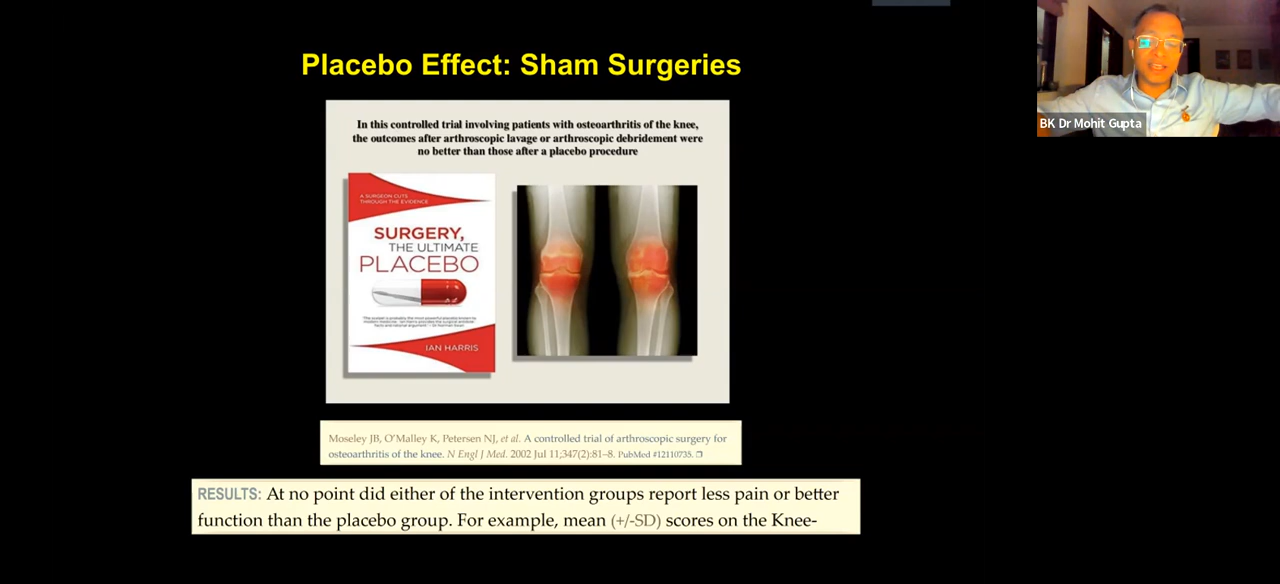 Placebo Effect: Sham Surgeries
BK Dr Mohit Gupta
In this controlled trial involving patients with osteoarthritis of the knee,
the outcomes after arthroscopic lavage or arthroscopic debridement were
no better than those after a placebo procedure
A SURGEON CUTS
THROUGH THE EVIDENCE
SURGERY,
THE ULTIMATE
PLACEBO
IAN HARRIS
Moseley JB, O’Malley K, Petersen NJ, et al. A controlled trial of arthroscopic surgery for
osteoarthritis of the knee. N Engl J Med. 2002 Jul 11;347(2):81–8. PubMed #12110735.
RESULTS: At no point did either of the intervention groups report less pain or better
function than the placebo group. For example, mean (+/-SD) scores on the Knee-